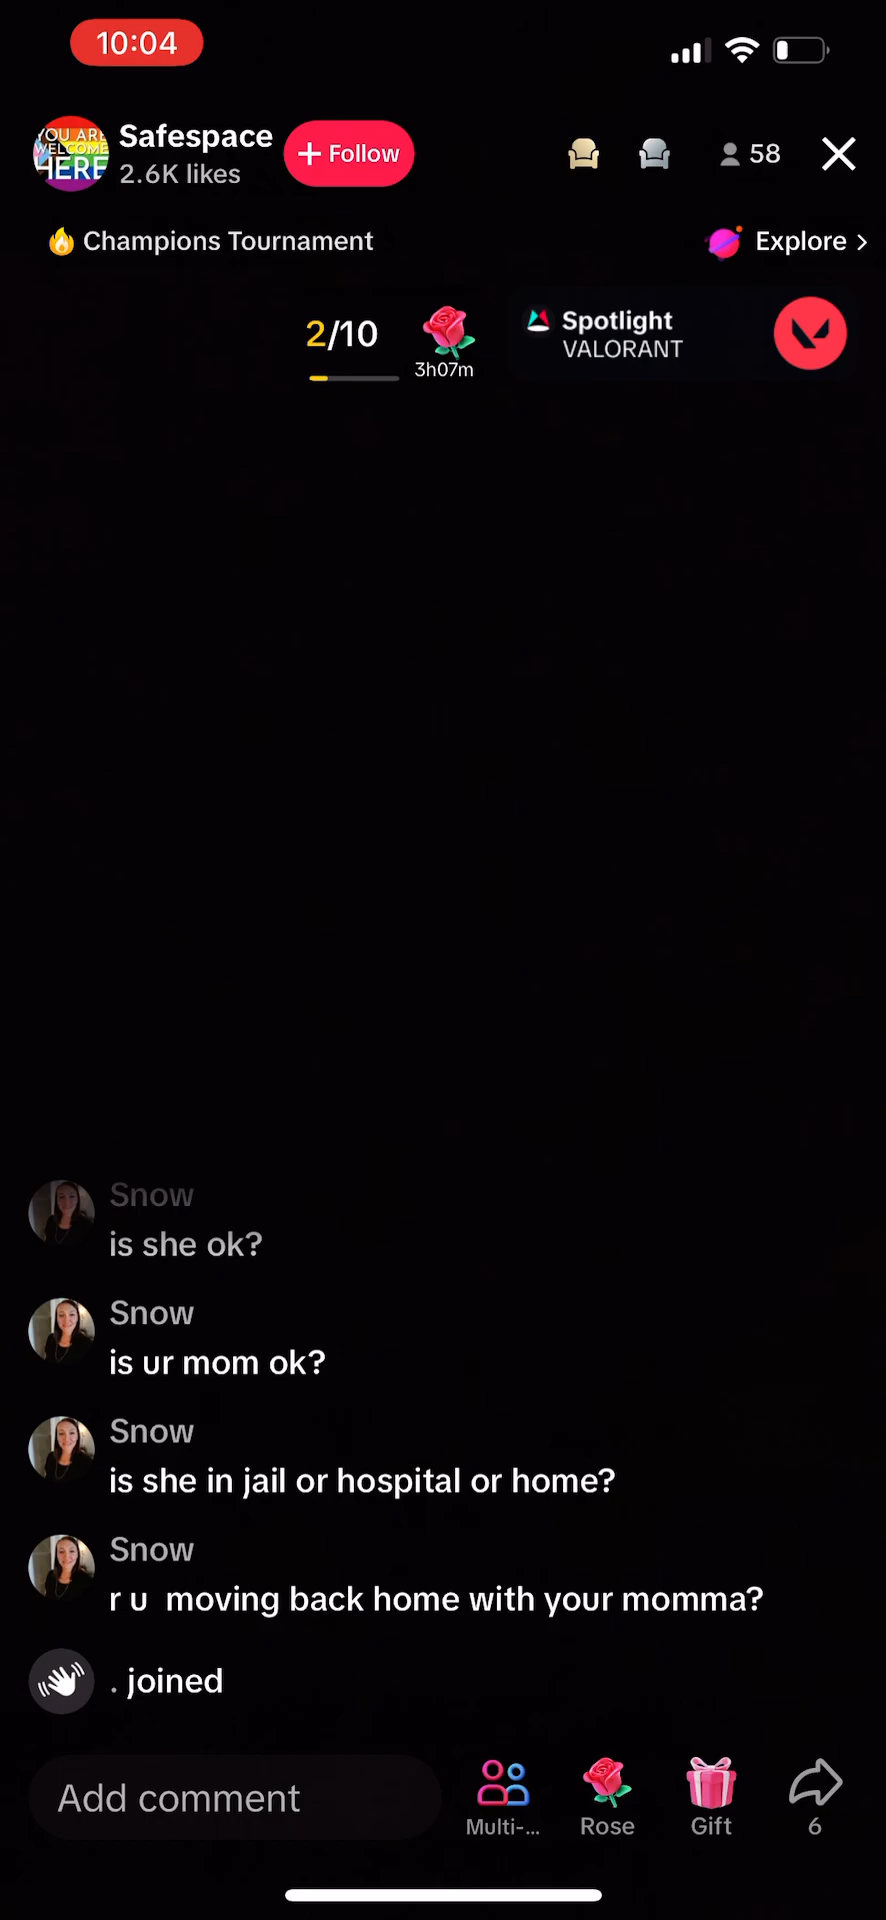 10:04
YOU ARE
WELCOME
HERE
Safespace
2.6K likes
+ Follow
58
Champions Tournament
Explore >
2/10
3h07m
Spotlight
VALORANT
Snow
is she ok?
Snow
is ur mom ok?
Snow
is she in jail or hospital or home?
Snow
r u moving back home with your momma?
. joined
Add comment
Multi-...
Rose
Gift
6